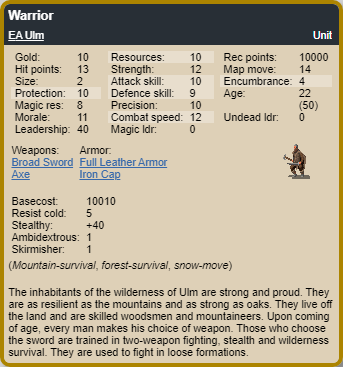 Warrior
EA Ulm Unit
Gold: 10 Resources: 10 Rec points: 10000
Hit points: 13 Strength: 12 Map move: 14
Size: 2 Attack skill: 10 Encumbrance: 4
Protection: 10 Defence skill: 9 Age: 22
Magic res: 8 Precision: 10 (50)
Morale: 11 Combat speed: 12 Undead ldr: 0
Leadership: 40 Magic ldr: 0
Weapons: Armor:
Broad Sword Full Leather Armor
Axe Iron Cap
Basecost: 10010
Resist cold: 5
Stealthy: +40
Ambidextrous: 1
Skirmisher: 1
(Mountain-survival, forest-survival, snow-move)
The inhabitants of the wilderness of Ulm are strong and proud. They
are as resilient as the mountains and as strong as oaks. They live off
the land and are skilled woodsmen and mountaineers. Upon coming
of age, every man makes his choice of weapon. Those who choose
the sword are trained in two-weapon fighting, stealth and wilderness
survival. They are used to fight in loose formations.